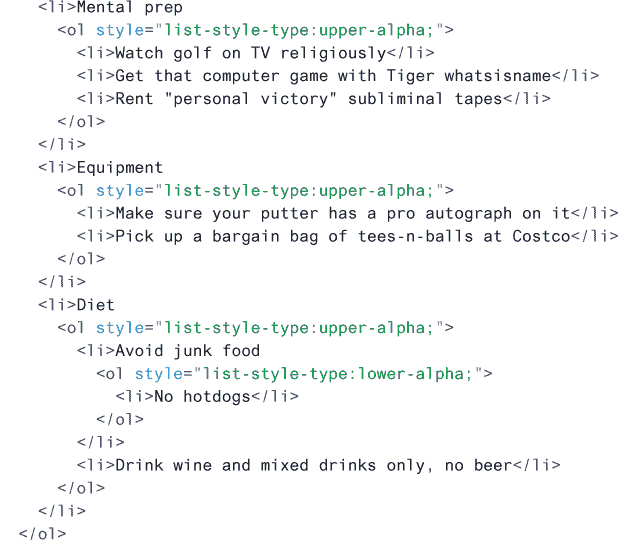 <li>Mental prep
<ol style="list-style-type:upper-alpha;">
<li>Watch golf on TV religiously</li>
<li>Get that computer game with Tiger whatsisname</li>
<li>Rent "personal victory" subliminal tapes</li>
</ol>
</li>
<li>Equipment
<ol style="list-style-type:upper-alpha;">
<li>Make sure your putter has a pro autograph on it</li>
<li>Pick up a bargain bag of tees-n-balls at Costco</li>
</ol>
</li>
<li>Diet
<ol style="list-style-type:upper-alpha;">
<li>Avoid junk food
<ol style="list-style-type:lower-alpha;">
<li>No hotdogs</li>
</ol>
</li>
<li>Drink wine and mixed drinks only, no beer</li>
</ol>
</li>
</ol>